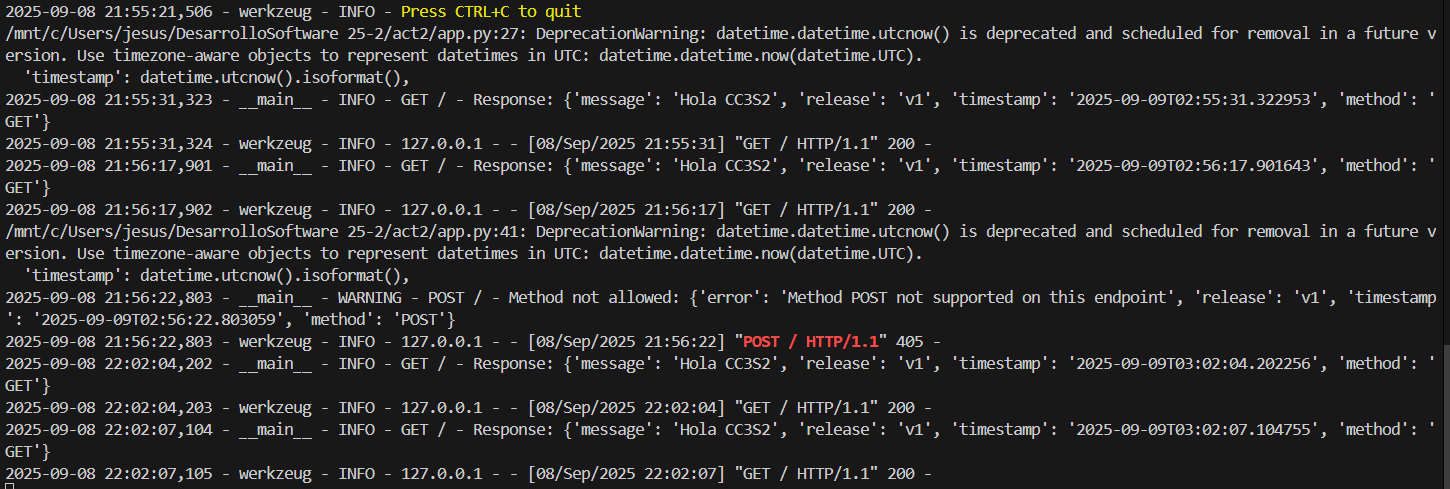 2025-09-08 21:55:21,506 - werkzeug - INFO - Press CTRL+C to quit
/mnt/c/Users/jesus/DesarrolloSoftware 25-2/act2/app.py:27: DeprecationWarning: datetime.datetime.utcnow() is deprecated and scheduled for removal in a future v
ersion. Use timezone-aware objects to represent datetimes in UTC: datetime.datetime.now(datetime.UTC).
  'timestamp': datetime.utcnow().isoformat(),
2025-09-08 21:55:31,323 - __main__ - INFO - GET / - Response: {'message': 'Hola CC3S2', 'release': 'v1', 'timestamp': '2025-09-09T02:55:31.322953', 'method': '
GET'}
2025-09-08 21:55:31,324 - werkzeug - INFO - 127.0.0.1 - - [08/Sep/2025 21:55:31] "GET / HTTP/1.1" 200 -
2025-09-08 21:56:17,901 - __main__ - INFO - GET / - Response: {'message': 'Hola CC3S2', 'release': 'v1', 'timestamp': '2025-09-09T02:56:17.901643', 'method': '
GET'}
2025-09-08 21:56:17,902 - werkzeug - INFO - 127.0.0.1 - - [08/Sep/2025 21:56:17] "GET / HTTP/1.1" 200 -
/mnt/c/Users/jesus/DesarrolloSoftware 25-2/act2/app.py:41: DeprecationWarning: datetime.datetime.utcnow() is deprecated and scheduled for removal in a future v
ersion. Use timezone-aware objects to represent datetimes in UTC: datetime.datetime.now(datetime.UTC).
  'timestamp': datetime.utcnow().isoformat(),
2025-09-08 21:56:22,803 - __main__ - WARNING - POST / - Method not allowed: {'error': 'Method POST not supported on this endpoint', 'release': 'v1', 'timestamp
': '2025-09-09T02:56:22.803059', 'method': 'POST'}
2025-09-08 21:56:22,803 - werkzeug - INFO - 127.0.0.1 - - [08/Sep/2025 21:56:22] "POST / HTTP/1.1" 405 -
2025-09-08 22:02:04,202 - __main__ - INFO - GET / - Response: {'message': 'Hola CC3S2', 'release': 'v1', 'timestamp': '2025-09-09T03:02:04.202256', 'method': '
GET'}
2025-09-08 22:02:04,203 - werkzeug - INFO - 127.0.0.1 - - [08/Sep/2025 22:02:04] "GET / HTTP/1.1" 200 -
2025-09-08 22:02:07,104 - __main__ - INFO - GET / - Response: {'message': 'Hola CC3S2', 'release': 'v1', 'timestamp': '2025-09-09T03:02:07.104755', 'method': '
GET'}
2025-09-08 22:02:07,105 - werkzeug - INFO - 127.0.0.1 - - [08/Sep/2025 22:02:07] "GET / HTTP/1.1" 200 -